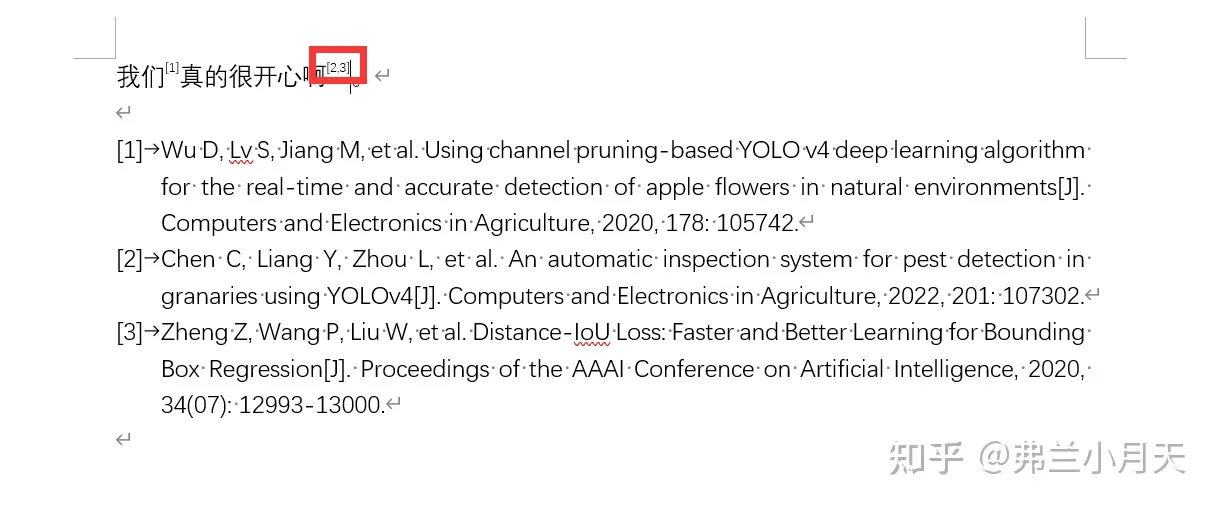 我们[1]真的很开心啊[2,3]。
[1]→Wu D, Lv S, Jiang M, et al. Using channel pruning-based YOLO v4 deep learning algorithm
for the real-time and accurate detection of apple flowers in natural environments[J].
Computers and Electronics in Agriculture, 2020, 178: 105742.
[2]→Chen C, Liang Y, Zhou L, et al. An automatic inspection system for pest detection in
granaries using YOLOv4[J]. Computers and Electronics in Agriculture, 2022, 201: 107302.
[3]→Zheng Z, Wang P, Liu W, et al. Distance-IoU Loss: Faster and Better Learning for Bounding
Box Regression[J]. Proceedings of the AAAI Conference on Artificial Intelligence, 2020,
34(07): 12993-13000.
知乎 @弗兰小月天